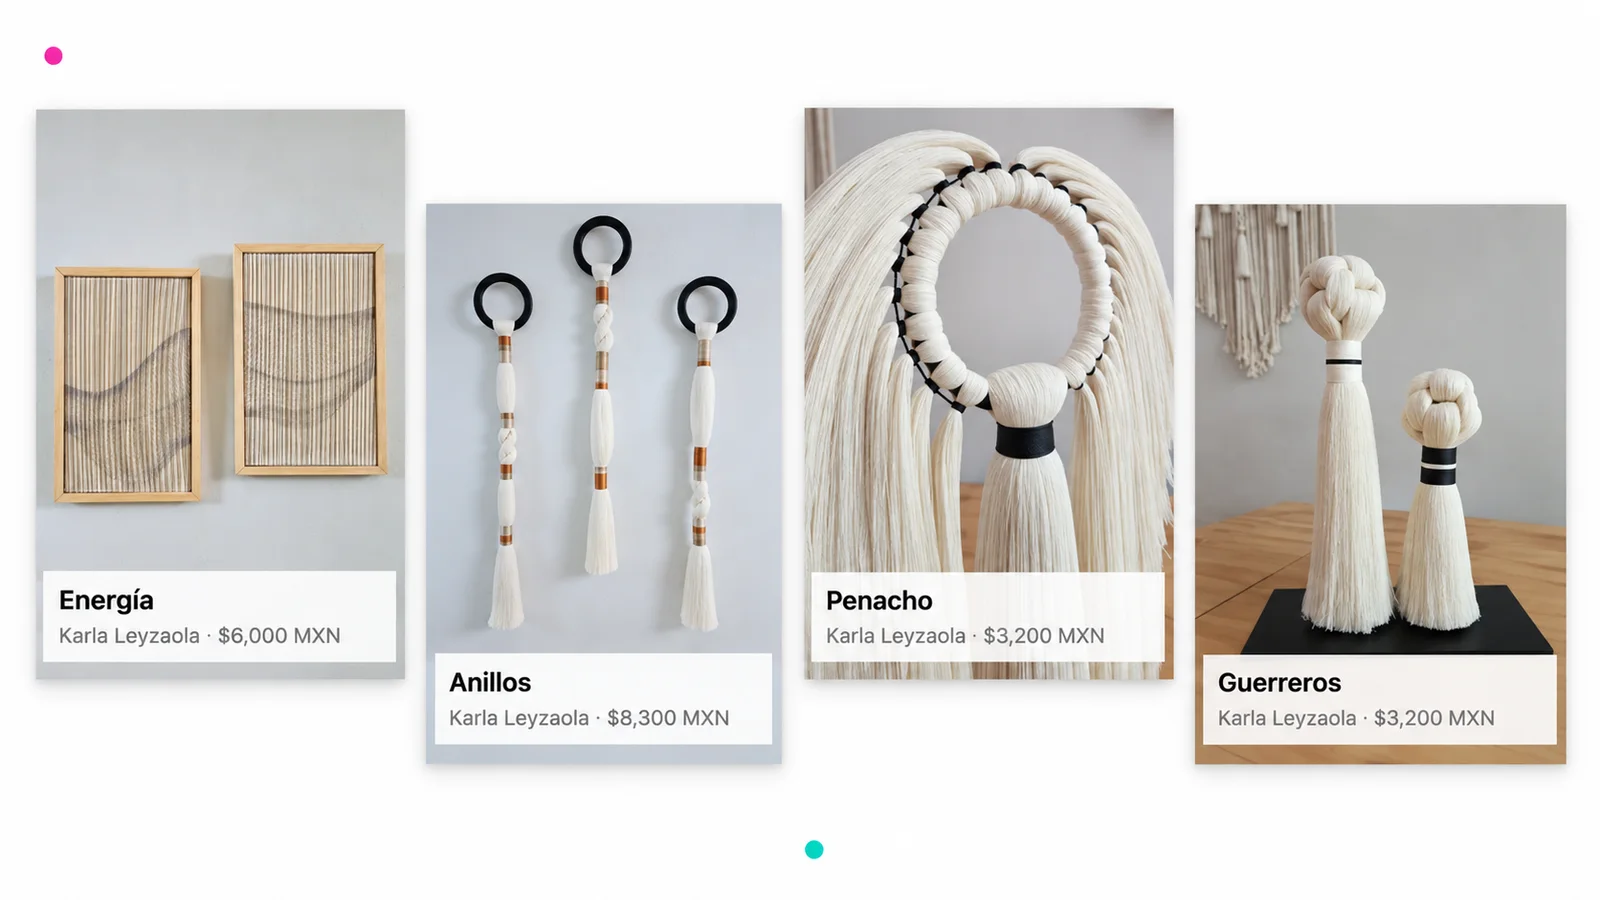 Energía
Karla Leyzaola · $6,000 MXN
Anillos
Karla Leyzaola · $8,300 MXN
Penacho
Karla Leyzaola · $3,200 MXN
Guerreros
Karla Leyzaola · $3,200 MXN